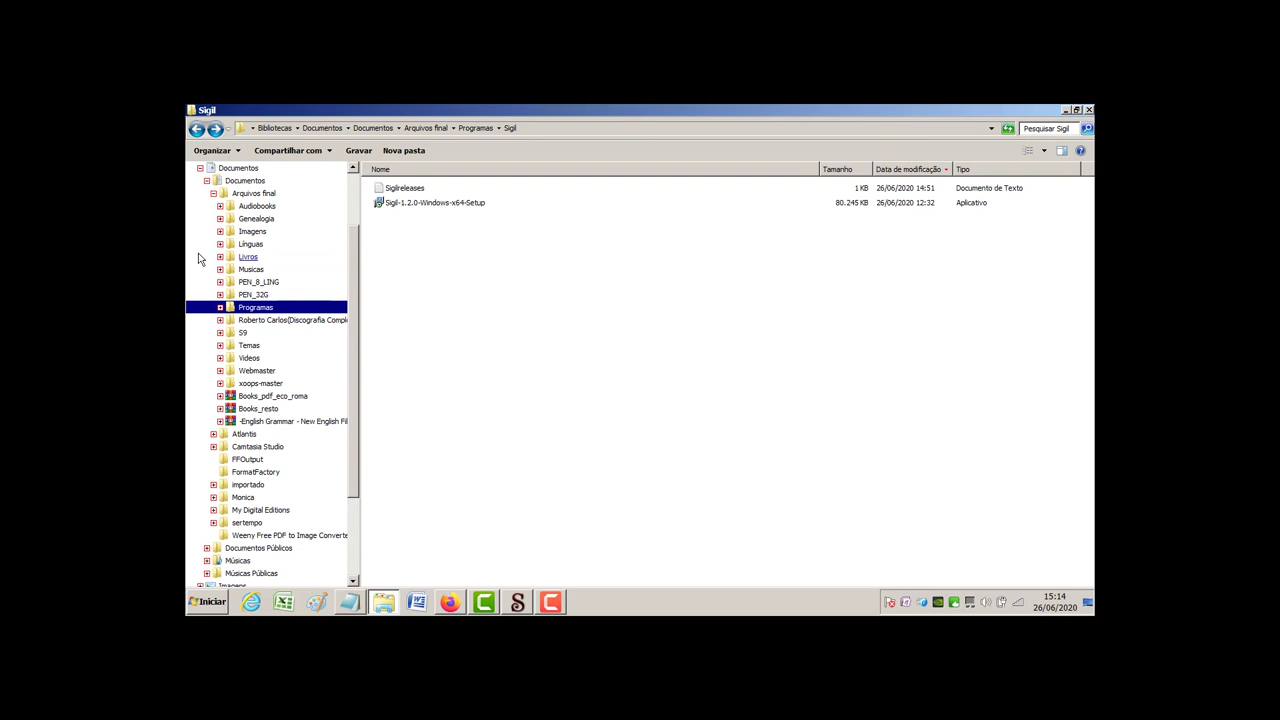 Sigil
Bibliotecas Documentos Documentos Arquivos final Programas Sigil Pesquisar Sigil
Organizar Compartilhar com Gravar Nova pasta
Nome Tamanho Data de modificação Tipo
Sigilreleases 1 KB 26/06/2020 14:51 Documento de Texto
Sigil-1.2.0-Windows-x64-Setup 80.245 KB 26/06/2020 12:32 Aplicativo
Documentos
Documentos
Arquivos final
Audiobooks
Genealogia
Imagens
Línguas
Livros
Musicas
PEN_8_LING
PEN_32G
Programas
Roberto Carlos(Discografia Compl
S9
Temas
Videos
Webmaster
xoops-master
Books_pdf_eco_roma
Books_resto
-English Grammar - New English Fil
Atlantis
Camtasia Studio
FFOutput
FormatFactory
importado
Monica
My Digital Editions
sertempo
Weeny Free PDF to Image Converte
Documentos Públicos
Músicas
Músicas Públicas
Imagens
Iniciar
15:14
26/06/2020